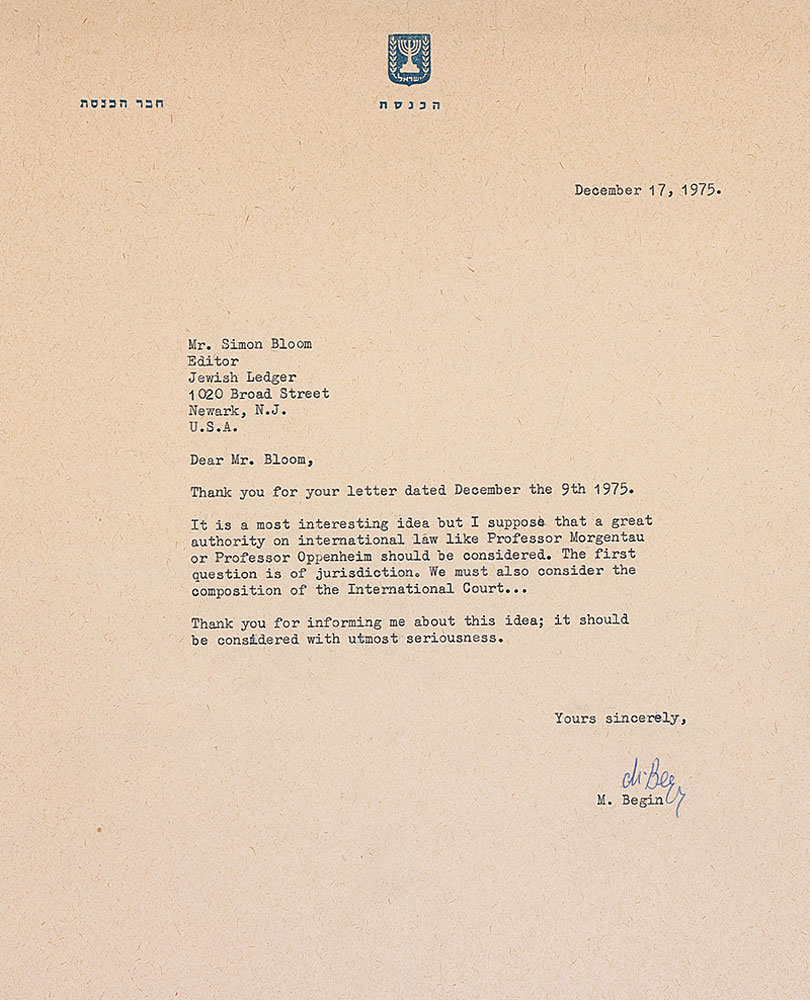 ישראל
חבר הכנסת
הכנסת
December 17, 1975.
Mr. Simon Bloom
Editor
Jewish Ledger
1020 Broad Street
Newark, N.J.
U.S.A.
Dear Mr. Bloom,
Thank you for your letter dated December the 9th 1975.
It is a most interesting idea but I suppose that a great
authority on international law like Professor Morgentau
or Professor Oppenheim should be considered. The first
question is of jurisdiction. We must also consider the
composition of the International Court...
Thank you for informing me about this idea; it should
be considered with utmost seriousness.
Yours sincerely,
M. Begin
M. Begin